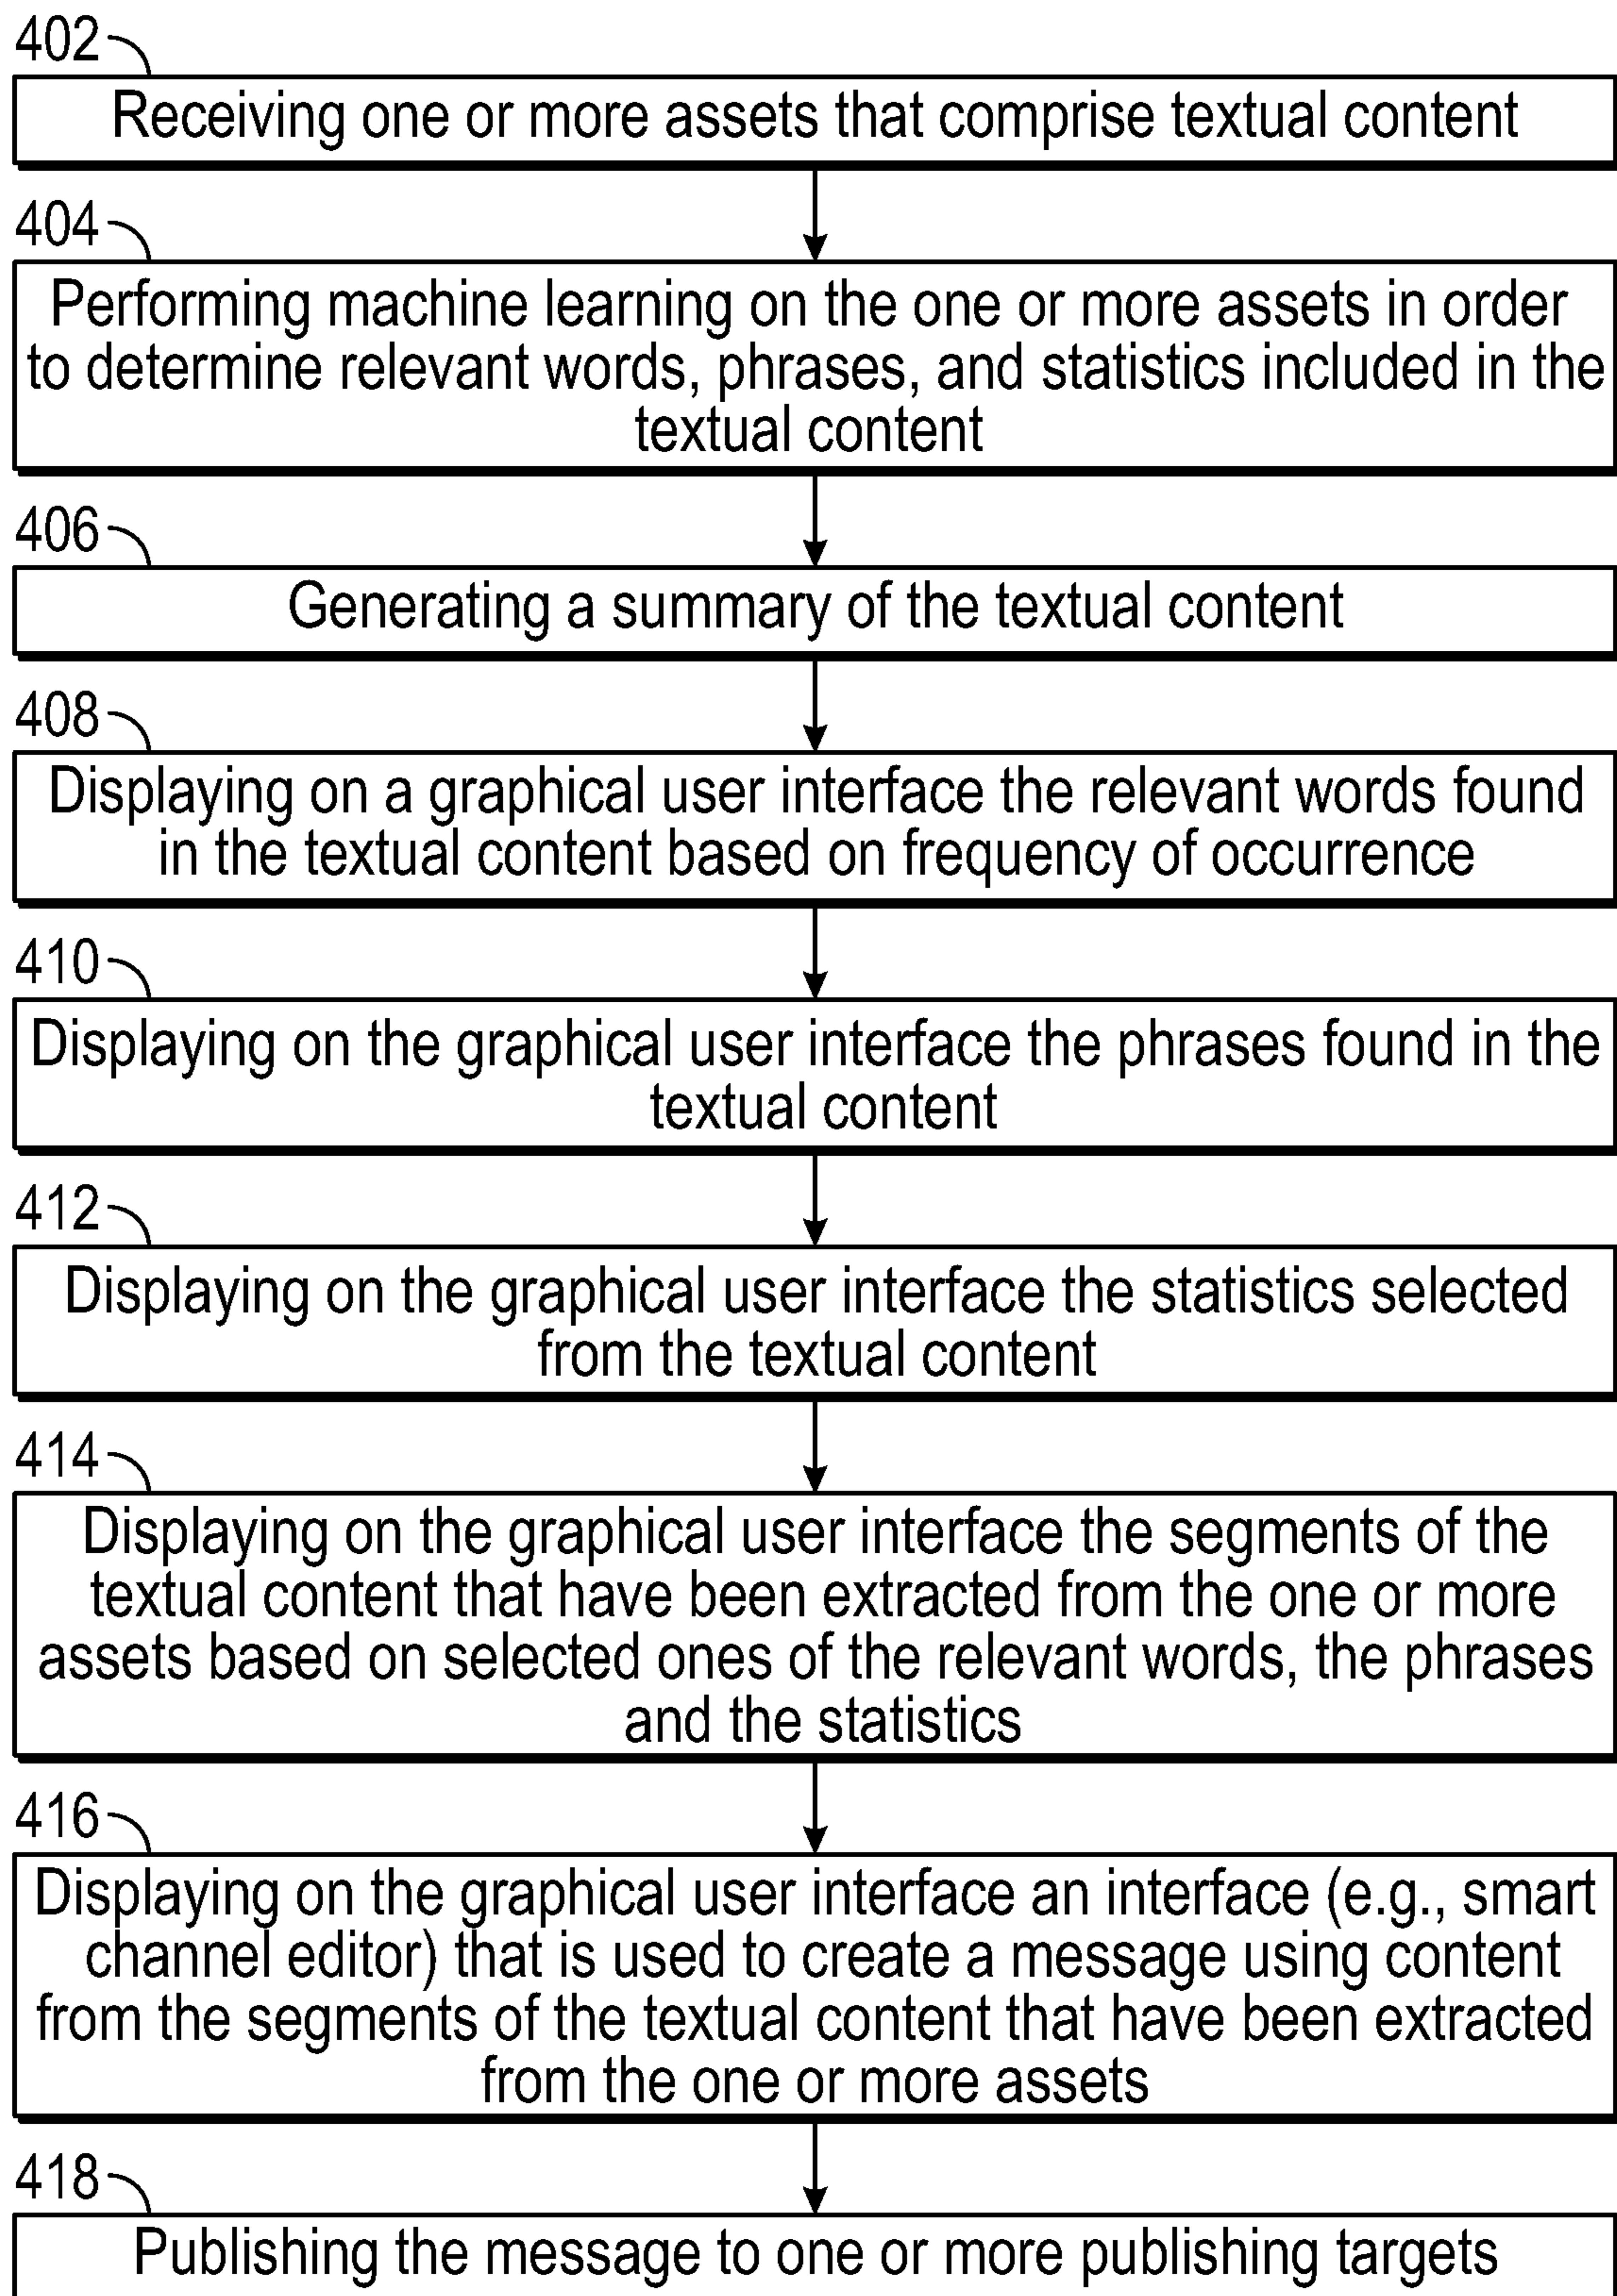 402
Receiving one or more assets that comprise textual content
404
Performing machine learning on the one or more assets in order
to determine relevant words, phrases, and statistics included in the
textual content
406
Generating a summary of the textual content
408
Displaying on a graphical user interface the relevant words found
in the textual content based on frequency of occurrence
410
Displaying on the graphical user interface the phrases found in the
textual content
412
Displaying on the graphical user interface the statistics selected
from the textual content
414
Displaying on the graphical user interface the segments of the
textual content that have been extracted from the one or more
assets based on selected ones of the relevant words, the phrases
and the statistics
416
Displaying on the graphical user interface an interface (e.g., smart
channel editor) that is used to create a message using content
from the segments of the textual content that have been extracted
from the one or more assets
418
Publishing the message to one or more publishing targets